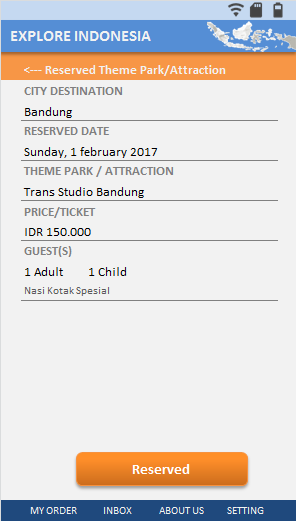 EXPLORE INDONESIA
<--- Reserved Theme Park/Attraction
CITY DESTINATION
Bandung
RESERVED DATE
Sunday, 1 february 2017
THEME PARK / ATTRACTION
Trans Studio Bandung
PRICE/TICKET
IDR 150.000
GUEST(S)
1 Adult 1 Child
Nasi Kotak Spesial
Reserved
MY ORDER INBOX ABOUT US SETTING